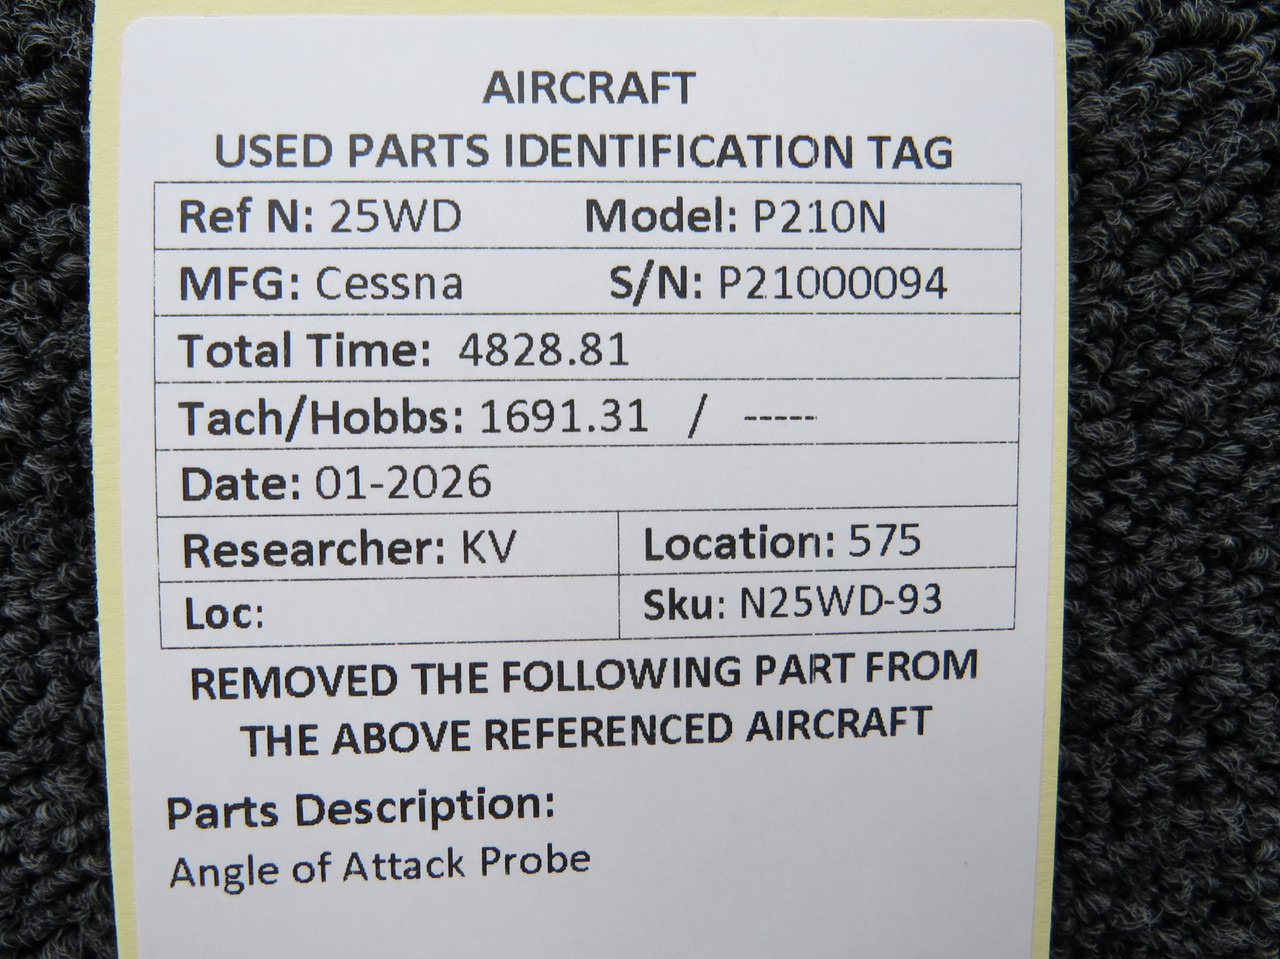 AIRCRAFT
USED PARTS IDENTIFICATION TAG
Ref N: 25WD Model: P210N
MFG: Cessna S/N: P21000094
Total Time: 4828.81
Tach/Hobbs: 1691.31 / -----
Date: 01-2026
Researcher: KV Location: 575
Loc: Sku: N25WD-93
REMOVED THE FOLLOWING PART FROM
THE ABOVE REFERENCED AIRCRAFT
Parts Description:
Angle of Attack Probe